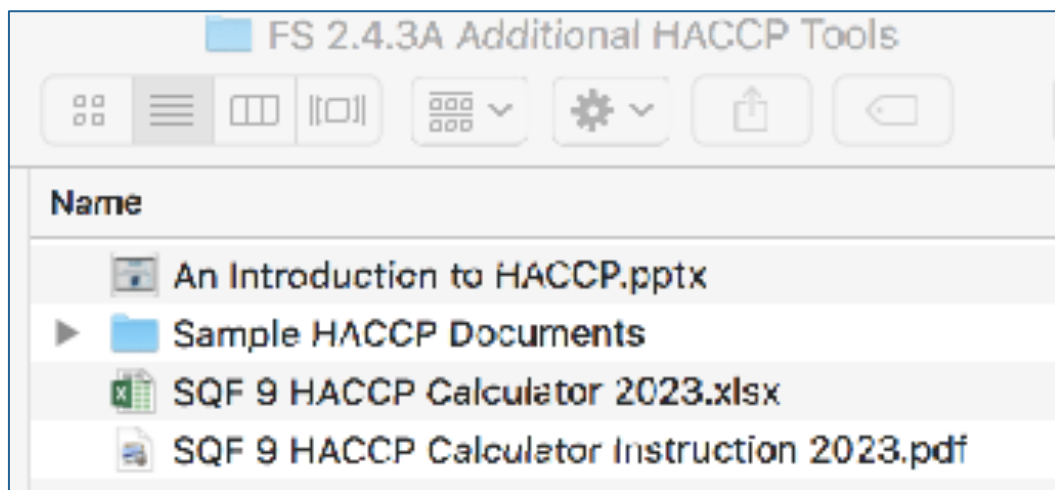 FS 2.4.3A Additional HACCP Tools
Name
An Introduction to HACCP.pptx
Sample HACCP Documents
SQF 9 HACCP Calculator 2023.xlsx
SQF 9 HACCP Calculator Instruction 2023.pdf